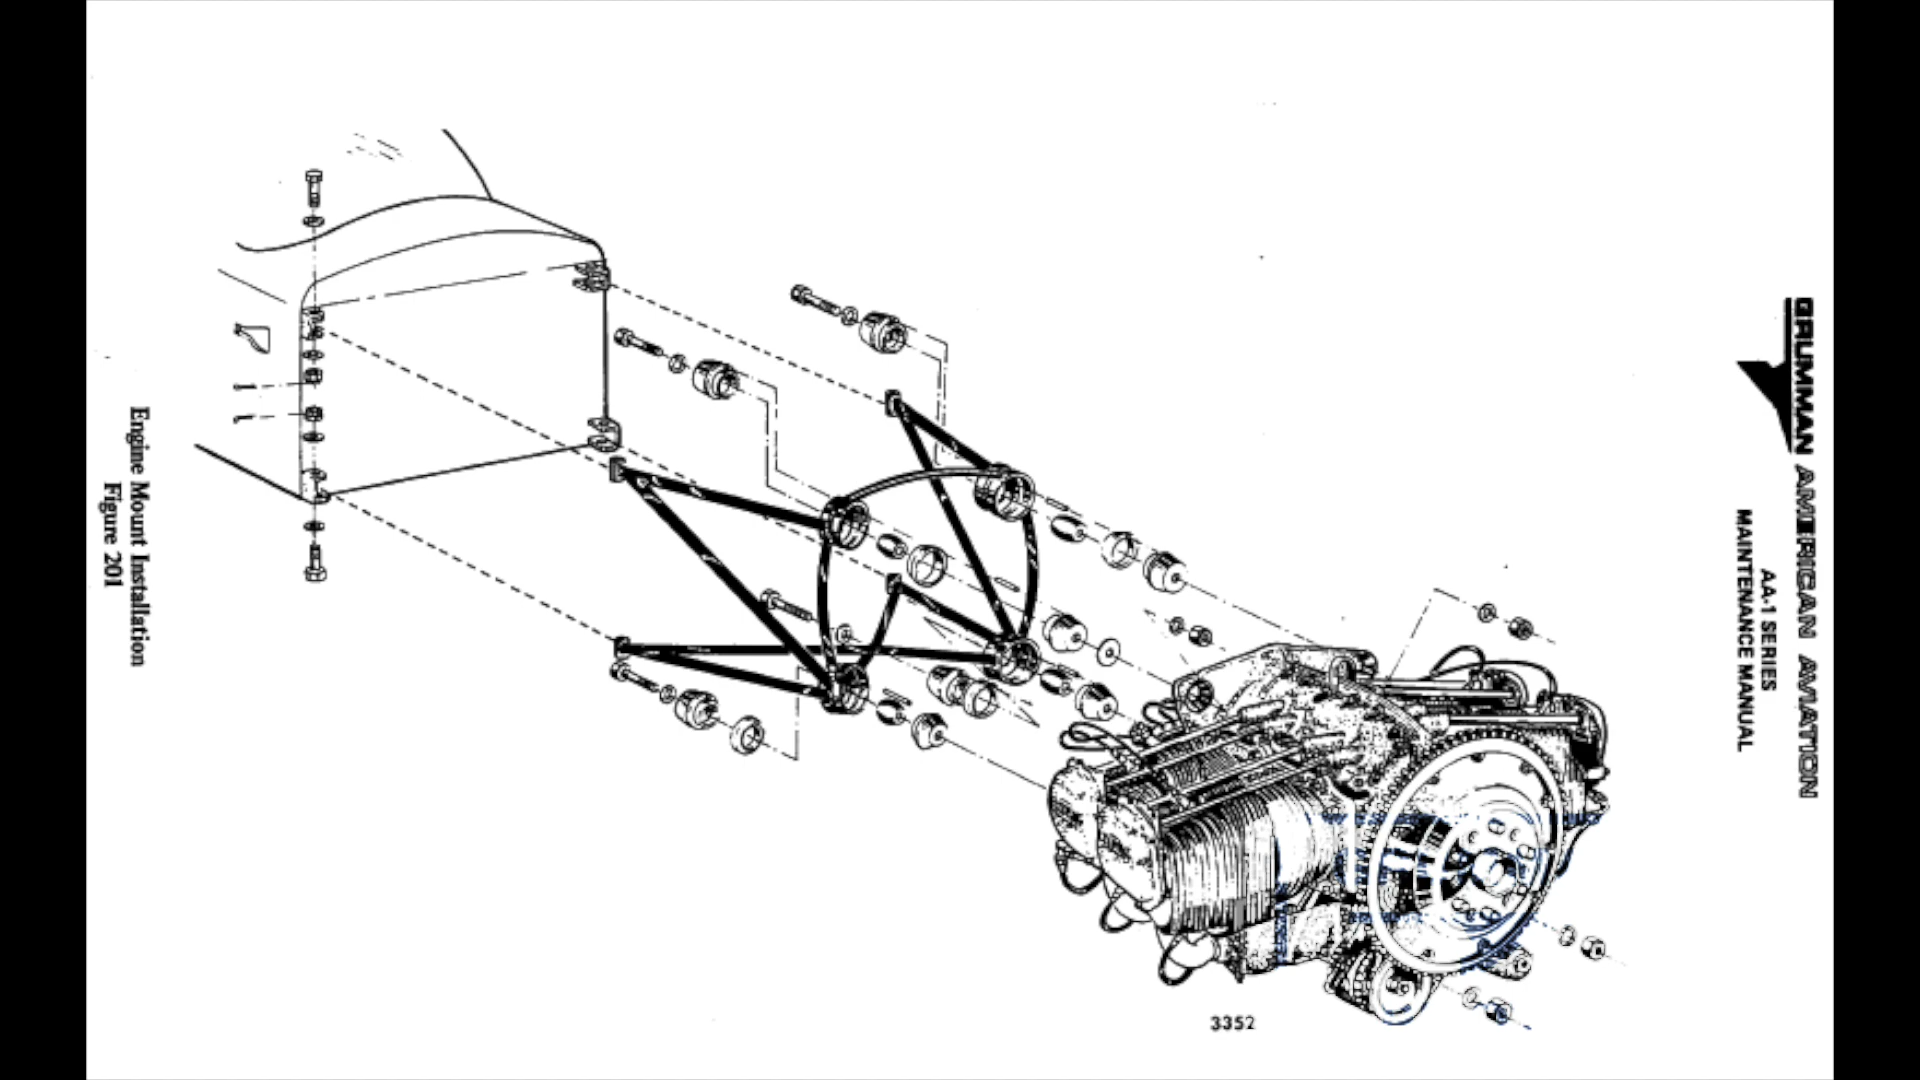 GRUMMAN AMERICAN AVIATION
AA-1 SERIES
MAINTENANCE MANUAL
3352
Engine Mount Installation
Figure 201